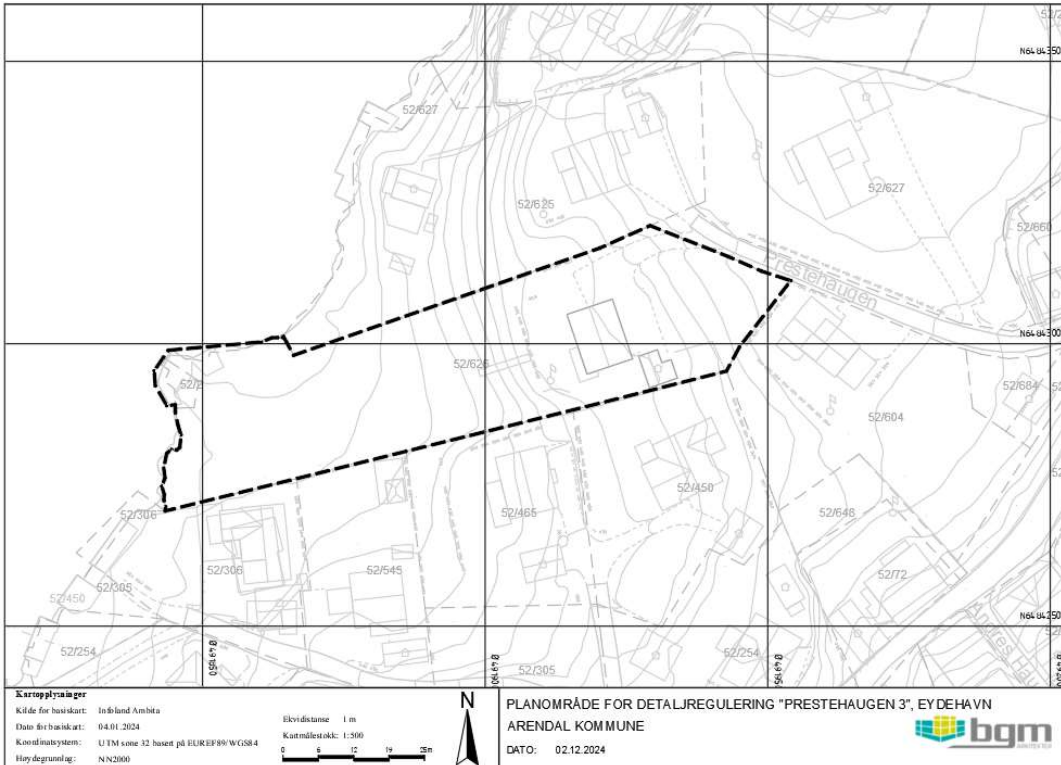 N6484350
52/627
52/627
52/625
52/660
Prestehaugen
N6484300
52/626
52/2
52/684
52/604
52/450
52/465
52/306
52/648
52/306
52/545
52/72
52/305
52/450
N6484250
52/254
52/254
52/305
Kartopplysninger
Kilde for basiskart: Infoland Ambita
Dato for basiskart: 04.01.2024
Koordinatsystem: UTM sone 32 basert på EUREF89/WGS84
Høydegrunnlag: NN2000
Ekvidistanse 1 m
Kartmålestokk: 1:500
0 6 12 19 25m
N
PLANOMRÅDE FOR DETALJREGULERING "PRESTEHAUGEN 3", EYDEHAVN
ARENDAL KOMMUNE
DATO: 02.12.2024
bgm
ARKITEKTER